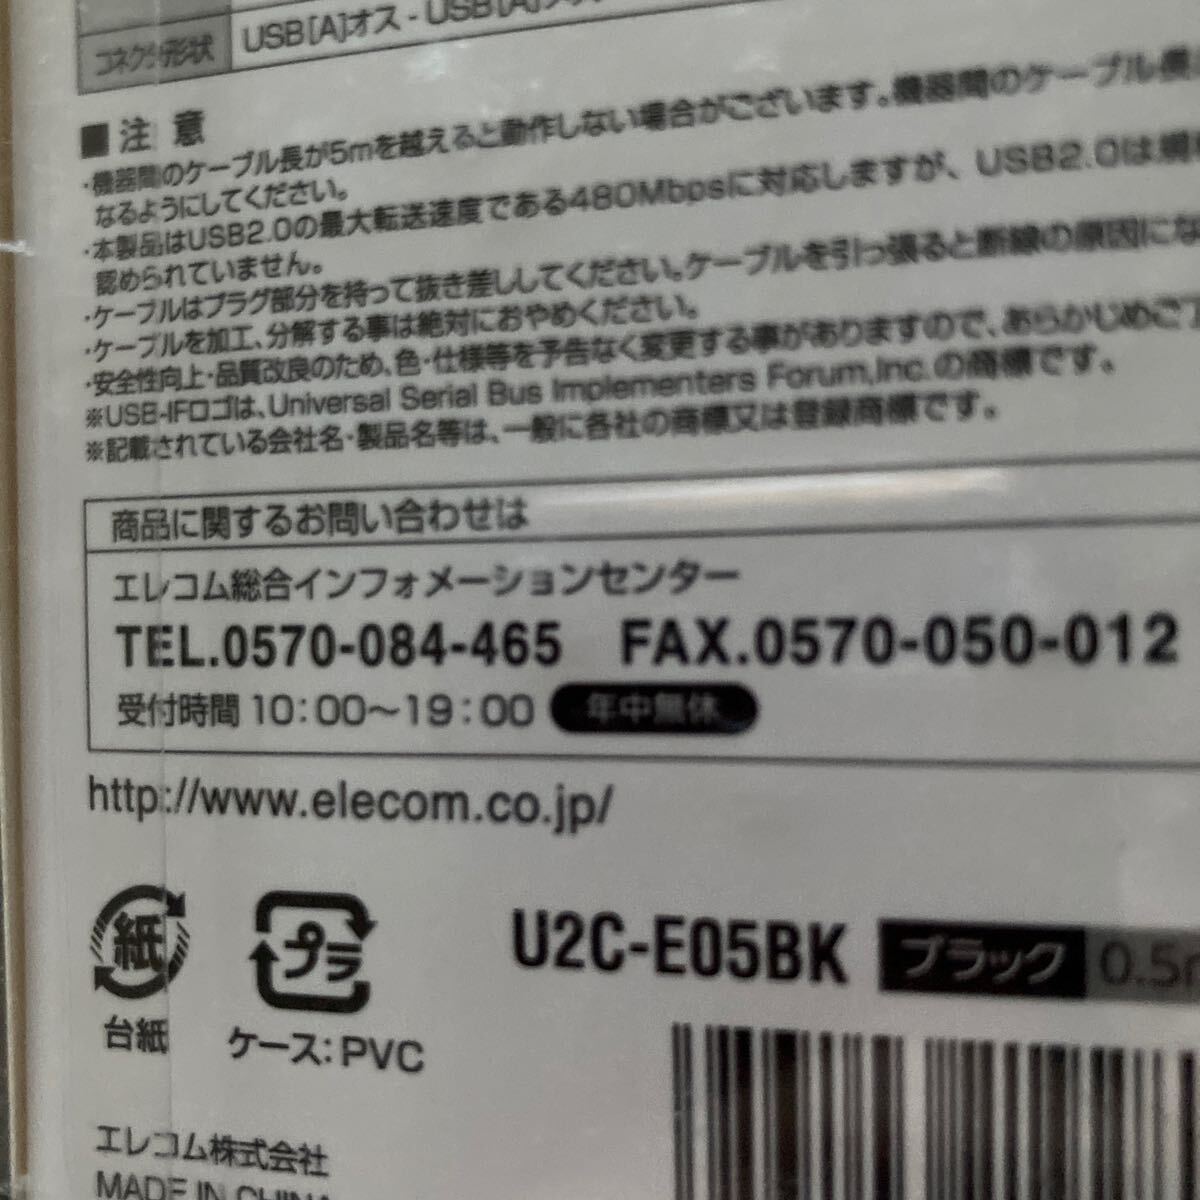 コネクタ形状 USB[A]オス - USB[A]メ
■注 意
・機器間のケーブル長が5mを越えると動作しない場合がございます。機器間のケーブル長
なるようにしてください。
・本製品はUSB2.0の最大転送速度である480Mbpsに対応しますが、USB2.0は規
認められていません。
・ケーブルはプラグ部分を持って抜き差ししてください。ケーブルを引っ張ると断線の原因にな
・ケーブルを加工、分解する事は絶対におやめください。
・安全性向上・品質改良のため、色・仕様等を予告なく変更する事がありますので、あらかじめご了
※USB-IFロゴは、Universal Serial Bus Implementers Forum,Inc.の商標です。
※記載されている会社名・製品名等は、一般に各社の商標又は登録商標です。
商品に関するお問い合わせは
エレコム総合インフォメーションセンター
TEL.0570-084-465 FAX.0570-050-012
受付時間 10:00〜19:00 年中無休
http://www.elecom.co.jp/
紙 プラ U2C-E05BK ブラック 0.5m
台紙 ケース:PVC
エレコム株式会社
MADE IN CHINA